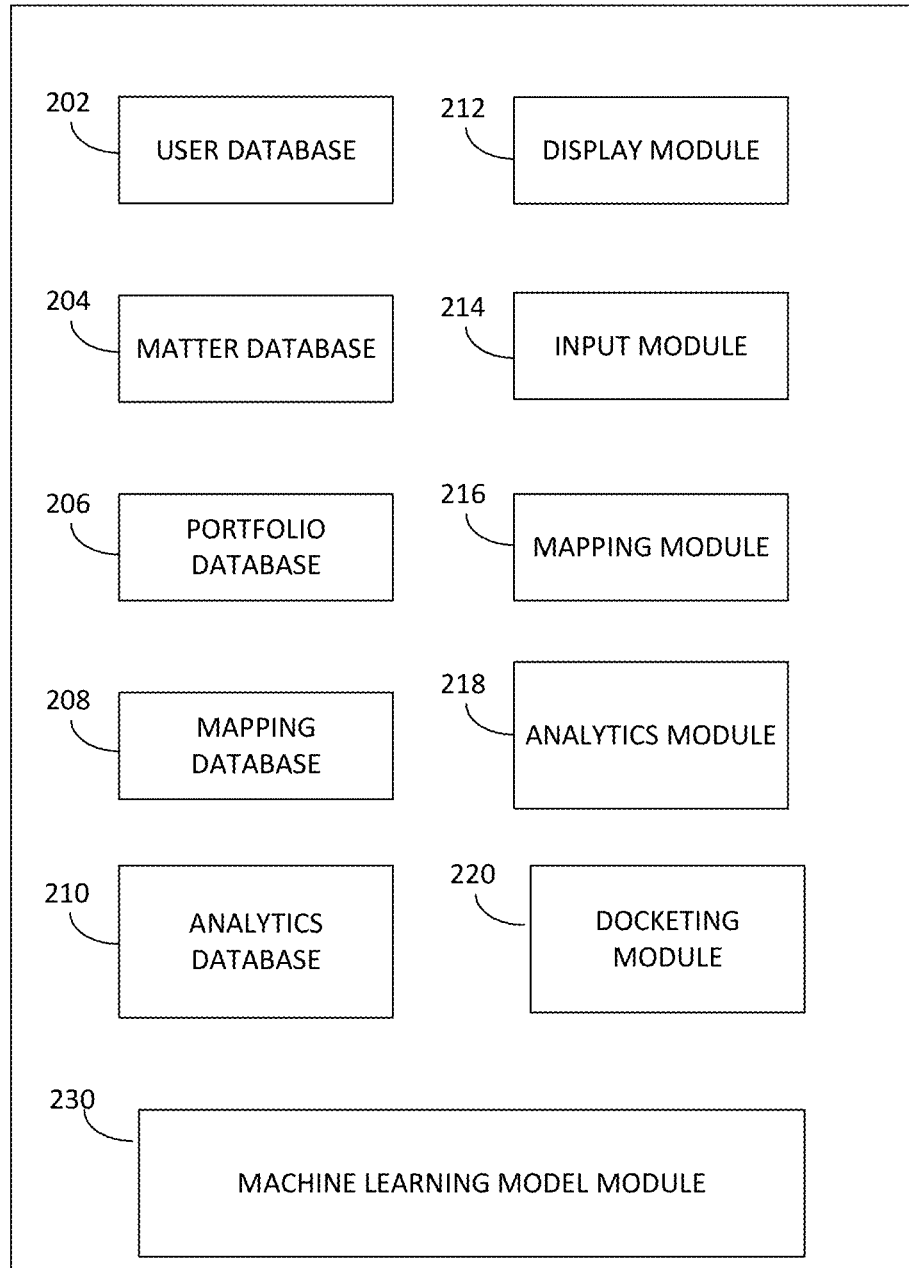 202
USER DATABASE
212
DISPLAY MODULE
204
MATTER DATABASE
214
INPUT MODULE
206
PORTFOLIO
DATABASE
216
MAPPING MODULE
208
MAPPING
DATABASE
218
ANALYTICS MODULE
210
ANALYTICS
DATABASE
220
DOCKETING
MODULE
230
MACHINE LEARNING MODEL MODULE